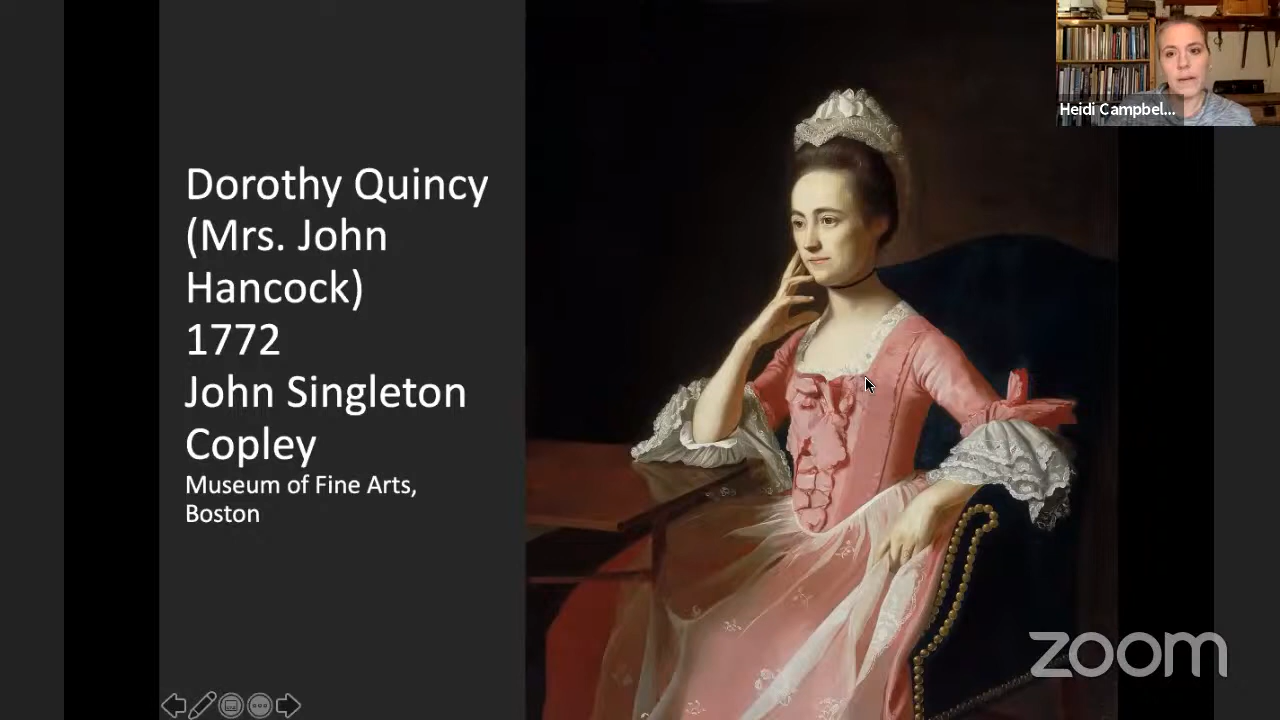 Heidi Campbel...
Dorothy Quincy
(Mrs. John
Hancock)
1772
John Singleton
Copley
Museum of Fine Arts,
Boston
zoom